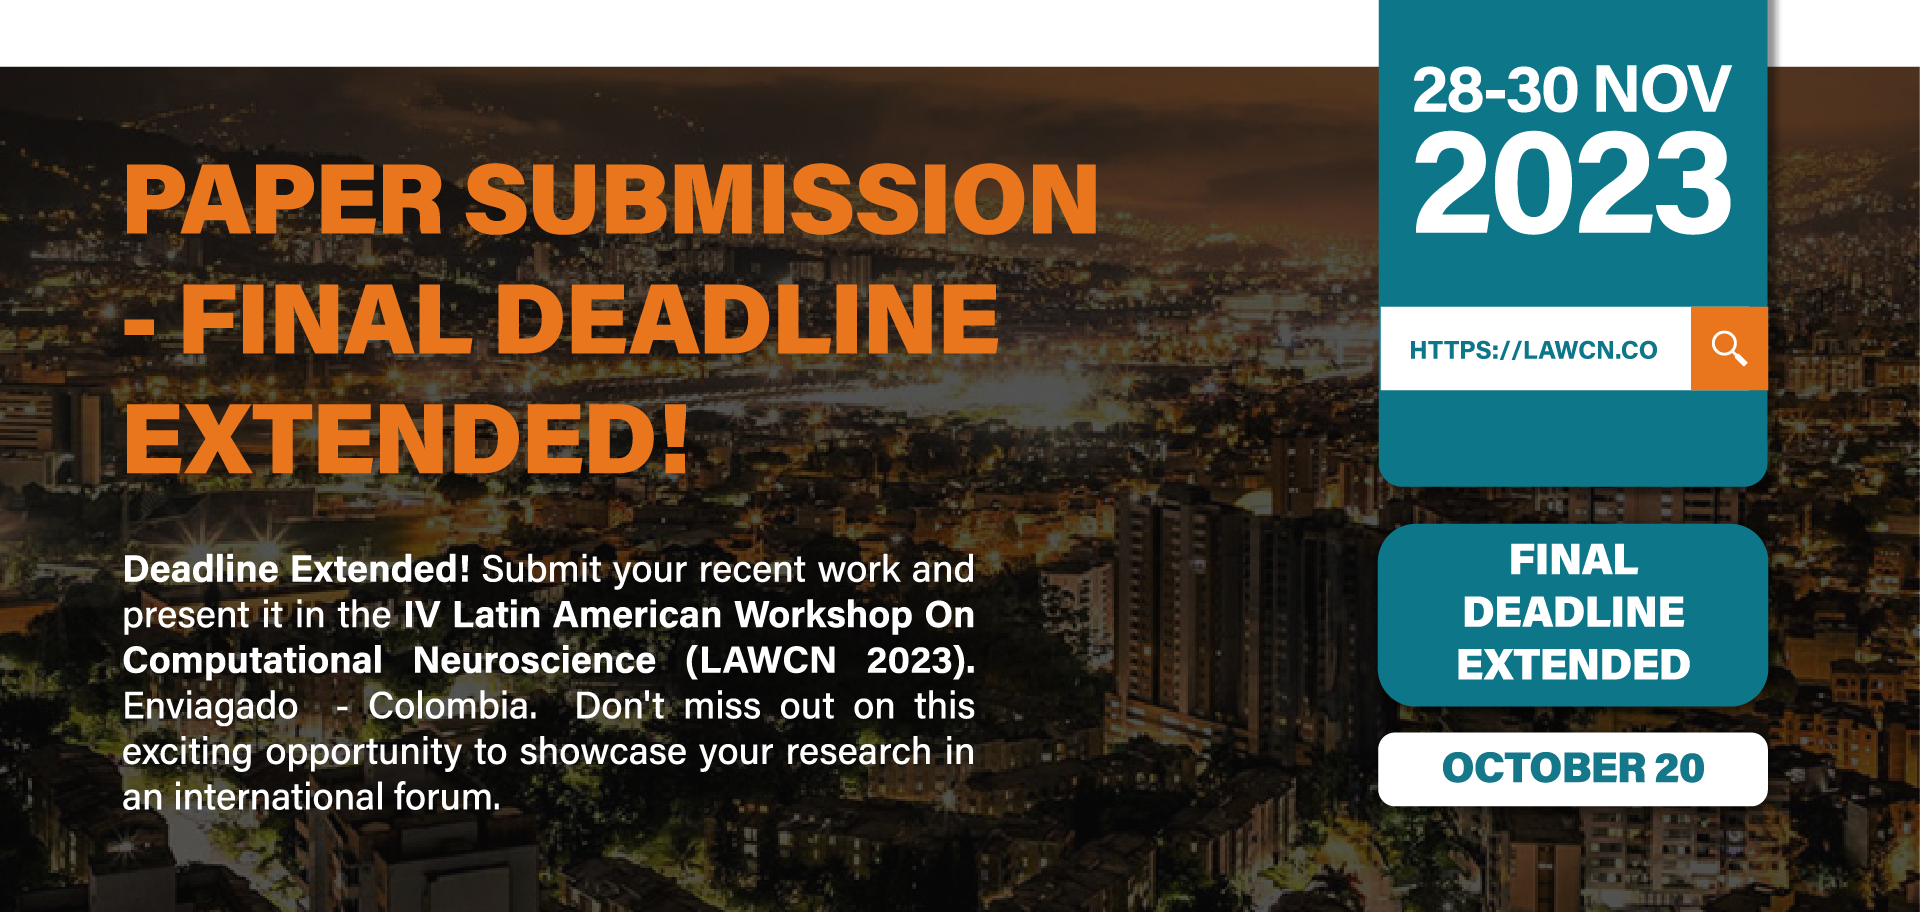 PAPER SUBMISSION
- FINAL DEADLINE
EXTENDED!
Deadline Extended! Submit your recent work and
present it in the IV Latin American Workshop On
Computational Neuroscience (LAWCN 2023).
Enviagado - Colombia. Don't miss out on this
exciting opportunity to showcase your research in
an international forum.
28-30 NOV
2023
HTTPS://LAWCN.CO
FINAL
DEADLINE
EXTENDED
OCTOBER 20